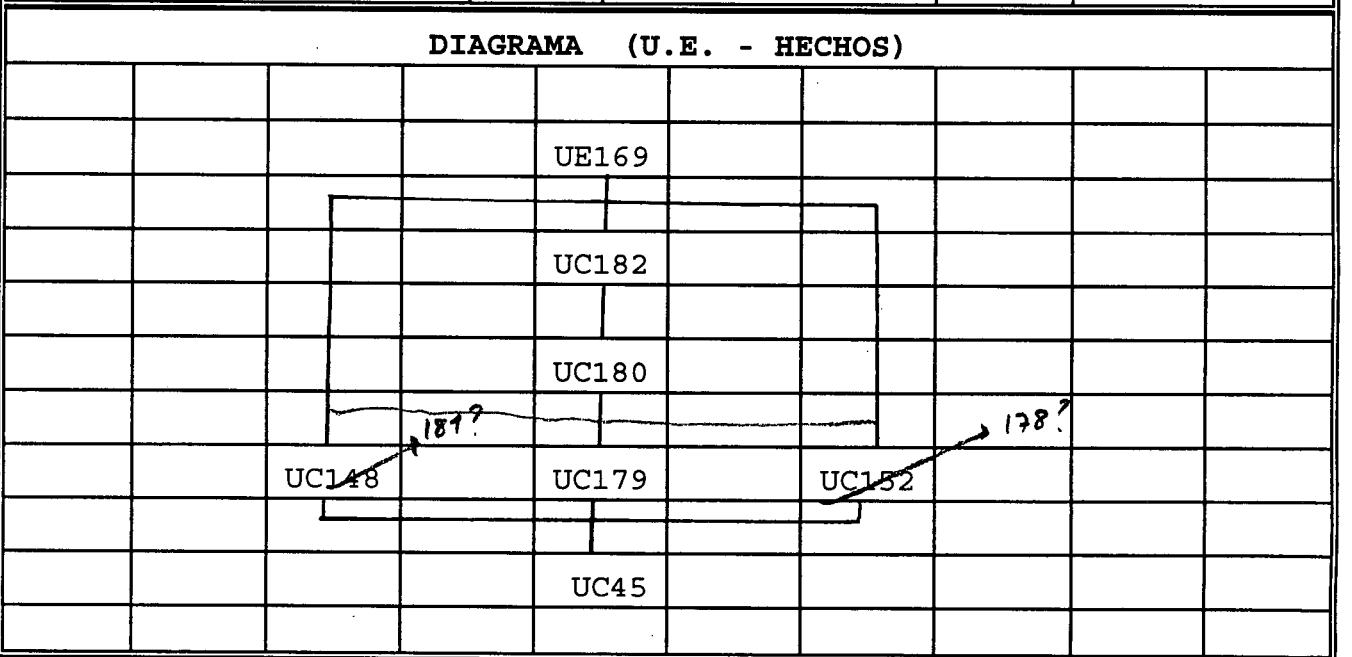 DIAGRAMA (U.E. - HECHOS)
UE169
UC182
UC180
181? 178?
UC148 UC179 UC152
UC45